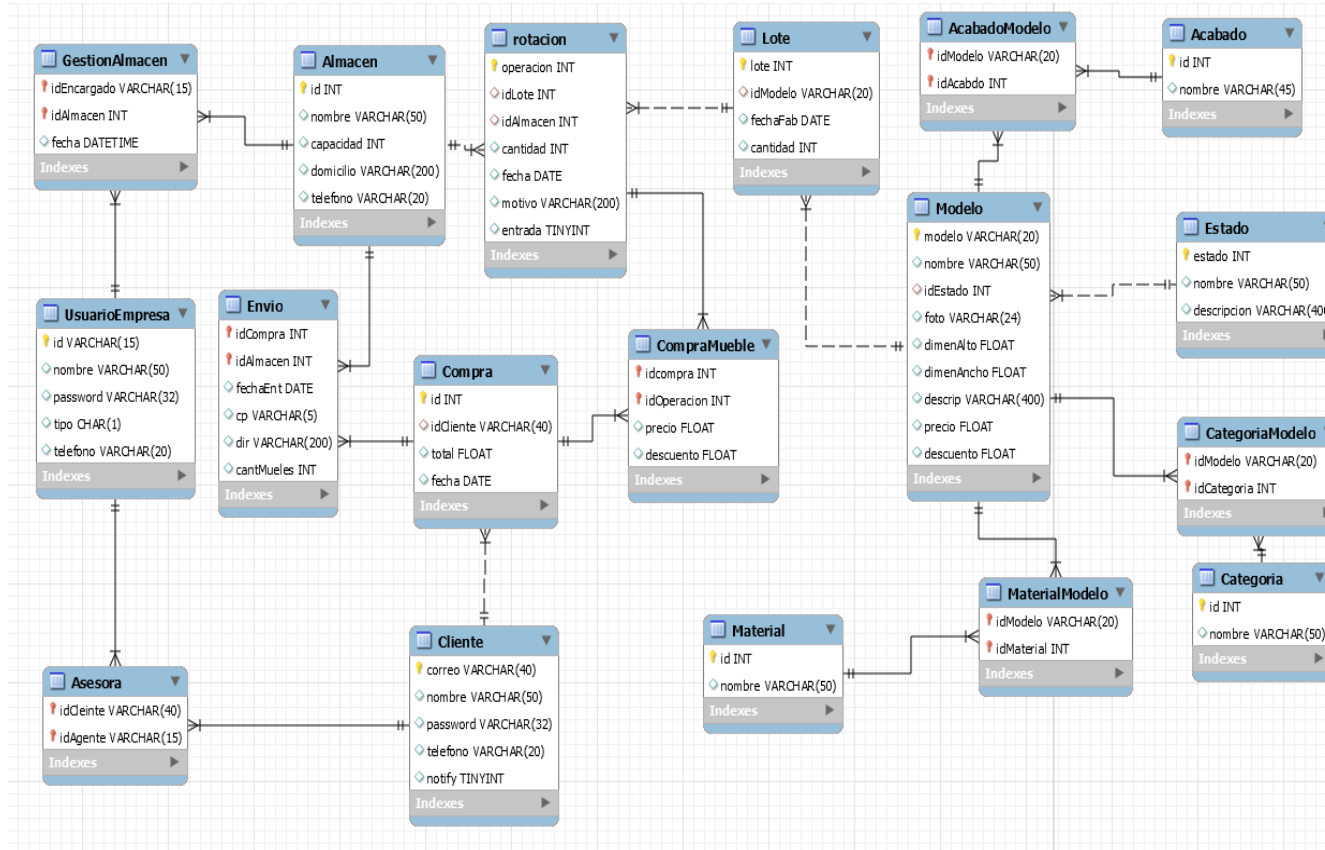 GestionAlmacen
idEncargado VARCHAR(15)
idAlmacen INT
fecha DATETIME
Indexes
Almacen
id INT
nombre VARCHAR(50)
capacidad INT
domicilio VARCHAR(200)
telefono VARCHAR(20)
Indexes
rotacion
operacion INT
idLote INT
idAlmacen INT
cantidad INT
fecha DATE
motivo VARCHAR(200)
entrada TINYINT
Indexes
Lote
lote INT
idModelo VARCHAR(20)
fechaFab DATE
cantidad INT
Indexes
AcabadoModelo
idModelo VARCHAR(20)
idAcabdo INT
Indexes
Acabado
id INT
nombre VARCHAR(45)
Indexes
Modelo
modelo VARCHAR(20)
nombre VARCHAR(50)
idEstado INT
foto VARCHAR(24)
dimenAlto FLOAT
dimenAncho FLOAT
descrip VARCHAR(400)
precio FLOAT
descuento FLOAT
Indexes
Estado
estado INT
nombre VARCHAR(50)
descripcion VARCHAR(400
Indexes
UsuarioEmpresa
id VARCHAR(15)
nombre VARCHAR(50)
password VARCHAR(32)
tipo CHAR(1)
telefono VARCHAR(20)
Indexes
Envio
idCompra INT
idAlmacen INT
fechaEnt DATE
cp VARCHAR(5)
dir VARCHAR(200)
cantMueles INT
Indexes
Compra
id INT
idCliente VARCHAR(40)
total FLOAT
fecha DATE
Indexes
CompraMueble
idcompra INT
idOperacion INT
precio FLOAT
descuento FLOAT
Indexes
CategoriaModelo
idModelo VARCHAR(20)
idCategoria INT
Indexes
Categoria
id INT
nombre VARCHAR(50)
Indexes
MaterialModelo
idModelo VARCHAR(20)
idMaterial INT
Indexes
Material
id INT
nombre VARCHAR(50)
Indexes
Cliente
correo VARCHAR(40)
nombre VARCHAR(50)
password VARCHAR(32)
telefono VARCHAR(20)
notify TINYINT
Indexes
Asesora
idCleinte VARCHAR(40)
idAgente VARCHAR(15)
Indexes